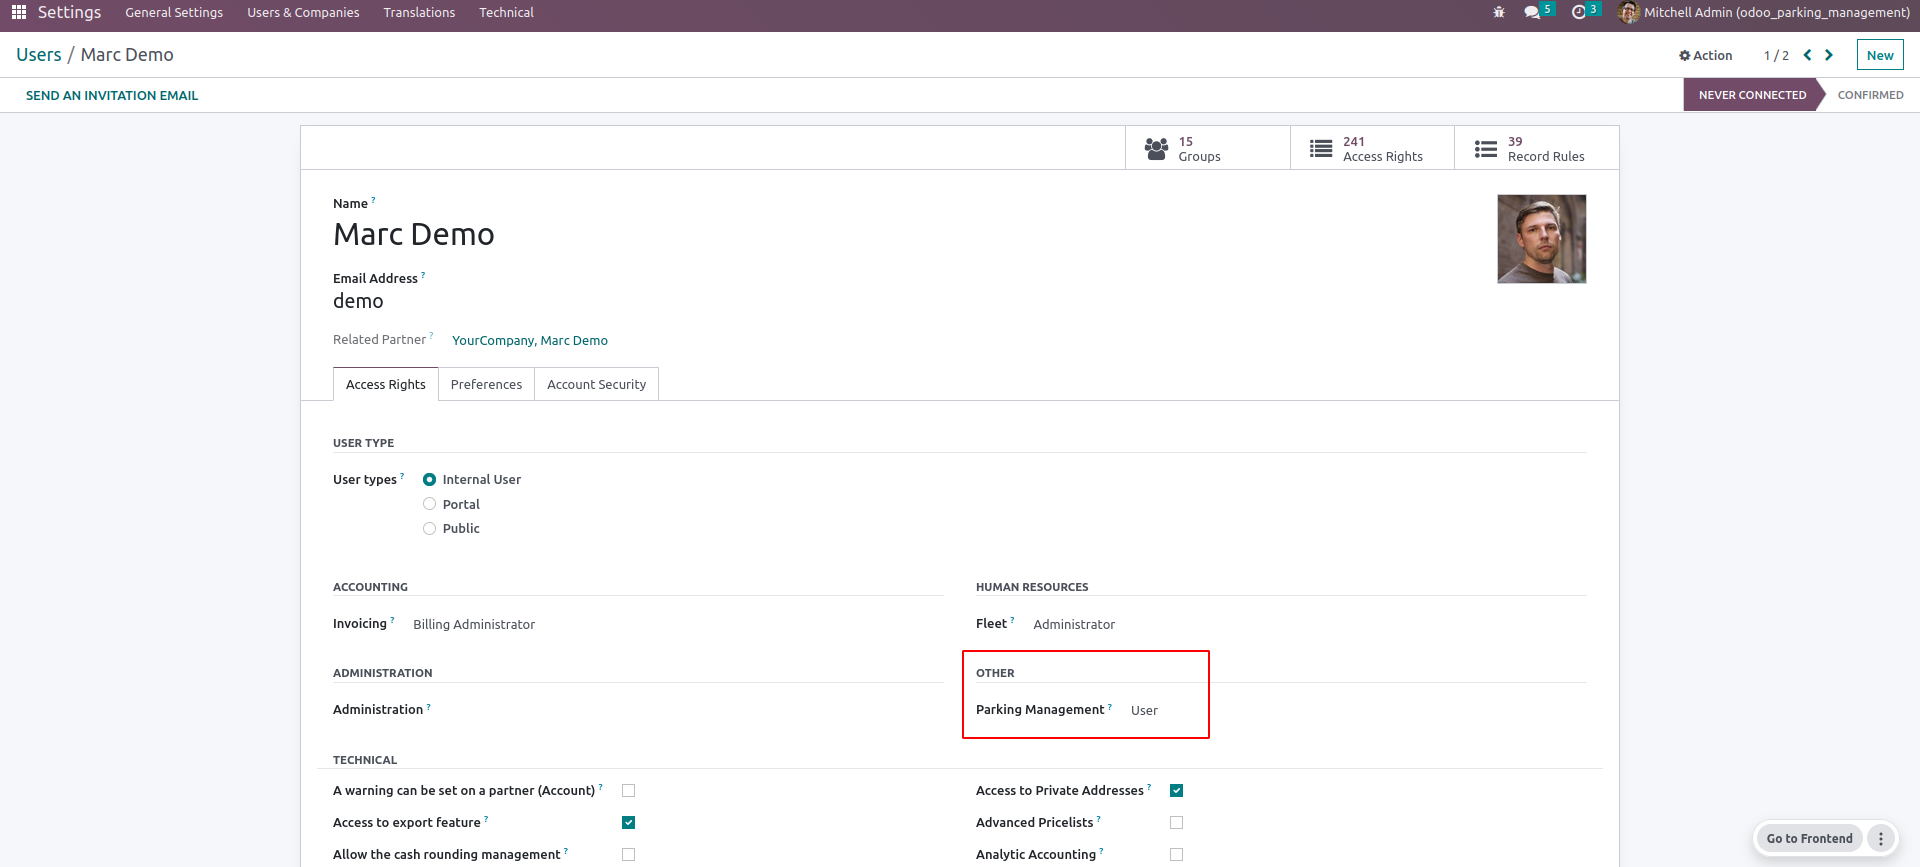 Settings General Settings Users & Companies Translations Technical 5 3 Mitchell Admin (odoo_parking_management)
Users / Marc Demo Action 1 / 2 New
SEND AN INVITATION EMAIL NEVER CONNECTED CONFIRMED
15 Groups
241 Access Rights
39 Record Rules
Name ?
Marc Demo
Email Address ?
demo
Related Partner ? YourCompany, Marc Demo
Access Rights Preferences Account Security
USER TYPE
User types ? Internal User
Portal
Public
ACCOUNTING HUMAN RESOURCES
Invoicing ? Billing Administrator Fleet ? Administrator
ADMINISTRATION OTHER
Administration ? Parking Management ? User
TECHNICAL
A warning can be set on a partner (Account) ? Access to Private Addresses ?
Access to export feature ? Advanced Pricelists ?
Allow the cash rounding management ? Analytic Accounting ?
Go to Frontend